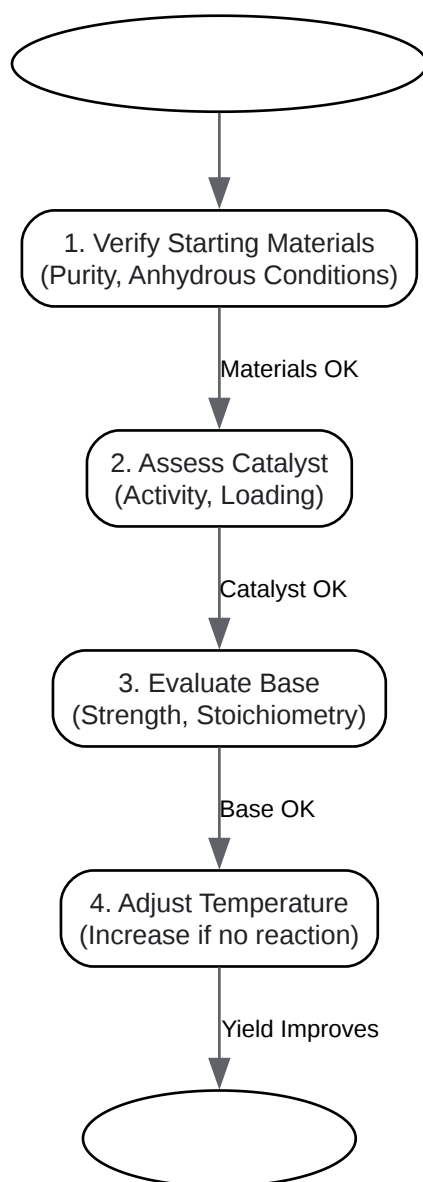 1. Verify Starting Materials
(Purity, Anhydrous Conditions)
Materials OK
2. Assess Catalyst
(Activity, Loading)
Catalyst OK
3. Evaluate Base
(Strength, Stoichiometry)
Base OK
4. Adjust Temperature
(Increase if no reaction)
Yield Improves